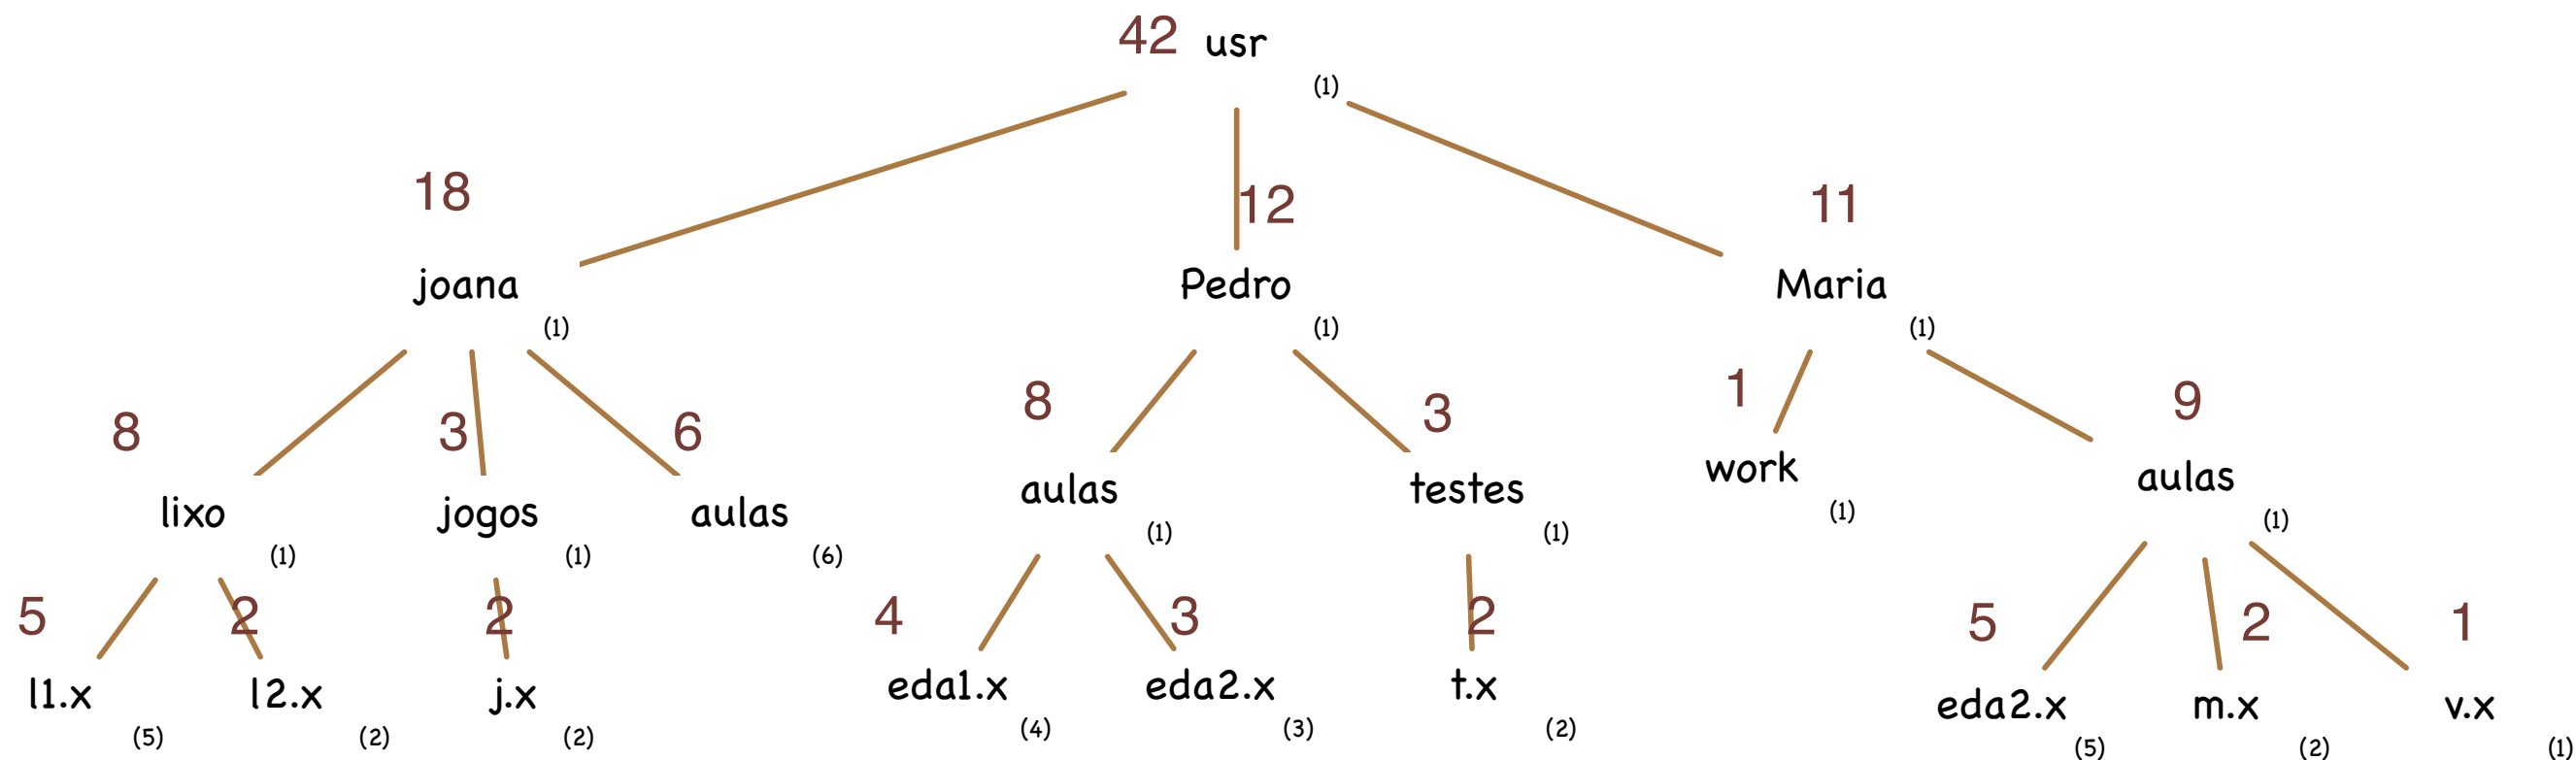 42 usr
(1)
18 12 11
joana Pedro Maria
(1) (1) (1)
8 3 6 8 3 1 9
lixo jogos aulas aulas testes work aulas
(1) (1) (6) (1) (1) (1) (1)
5 2 2 4 3 2 5 2 1
l1.x l2.x j.x eda1.x eda2.x t.x eda2.x m.x v.x
(5) (2) (2) (4) (3) (2) (5) (2) (1)